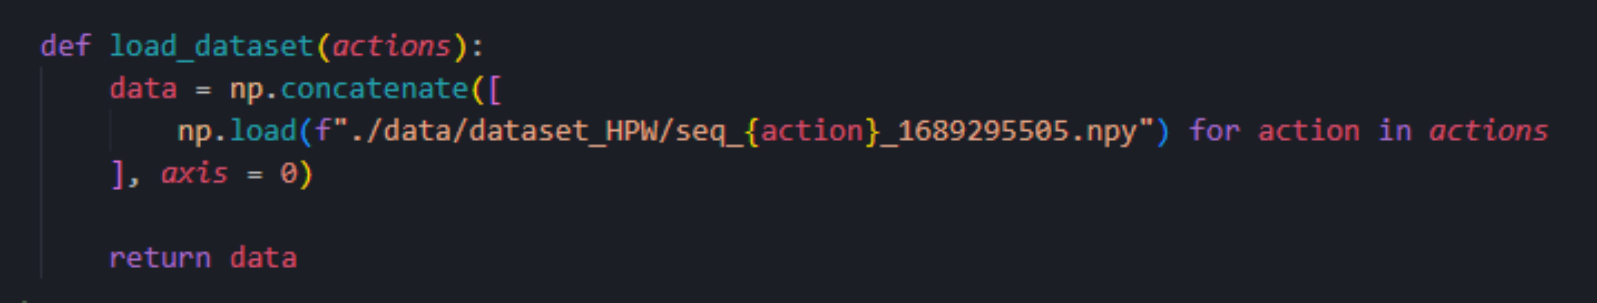 def load_dataset(actions):
    data = np.concatenate([
        np.load(f"./data/dataset_HPW/seq_{action}_1689295505.npy") for action in actions
    ], axis = 0)
    return data